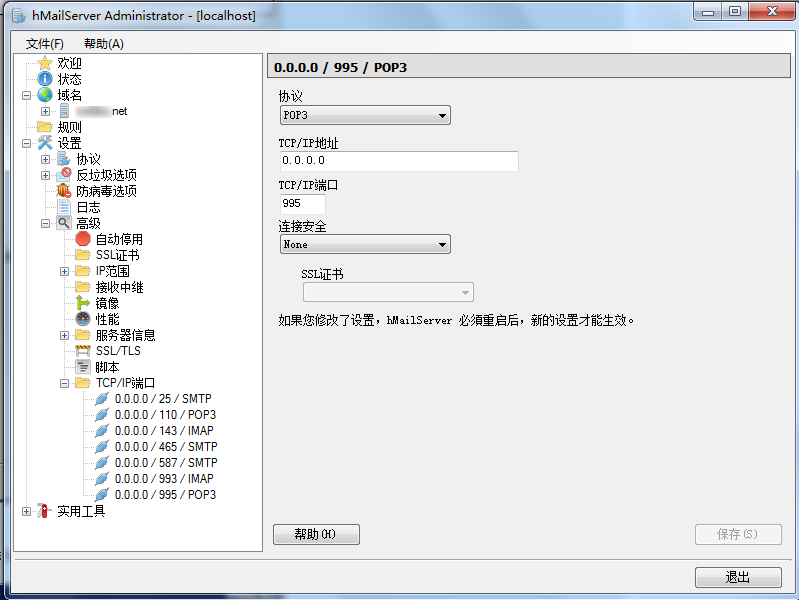 hMailServer Administrator - [localhost]
文件(F) 帮助(A)
欢迎
状态
域名
net
规则
设置
协议
反垃圾选项
防病毒选项
日志
高级
自动停用
SSL证书
IP范围
接收中继
镜像
性能
服务器信息
SSL/TLS
脚本
TCP/IP端口
0.0.0.0 / 25 / SMTP
0.0.0.0 / 110 / POP3
0.0.0.0 / 143 / IMAP
0.0.0.0 / 465 / SMTP
0.0.0.0 / 587 / SMTP
0.0.0.0 / 993 / IMAP
0.0.0.0 / 995 / POP3
实用工具
0.0.0.0 / 995 / POP3
协议
POP3
TCP/IP地址
0.0.0.0
TCP/IP端口
995
连接安全
None
SSL证书
如果您修改了设置，hMailServer 必須重启后，新的设置才能生效。
帮助(H)
保存(S)
退出